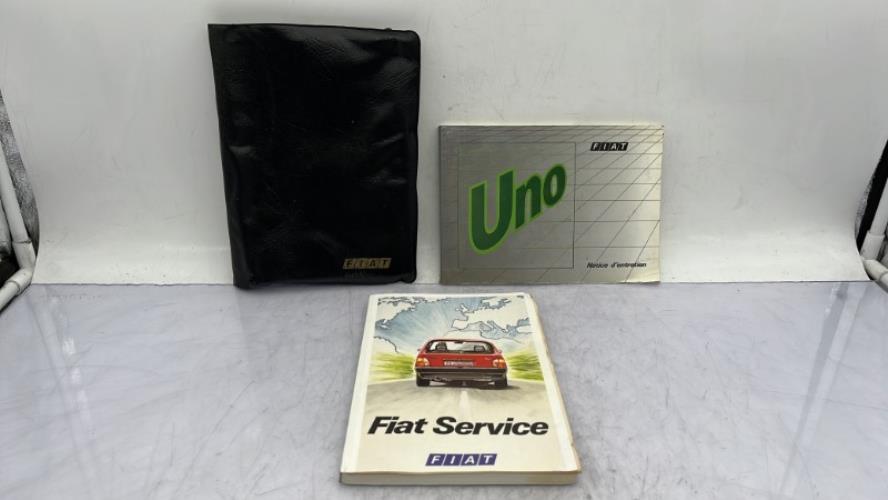 FIAT
FIAT
Uno
Notice d'entretien
Fiat Service
FIAT